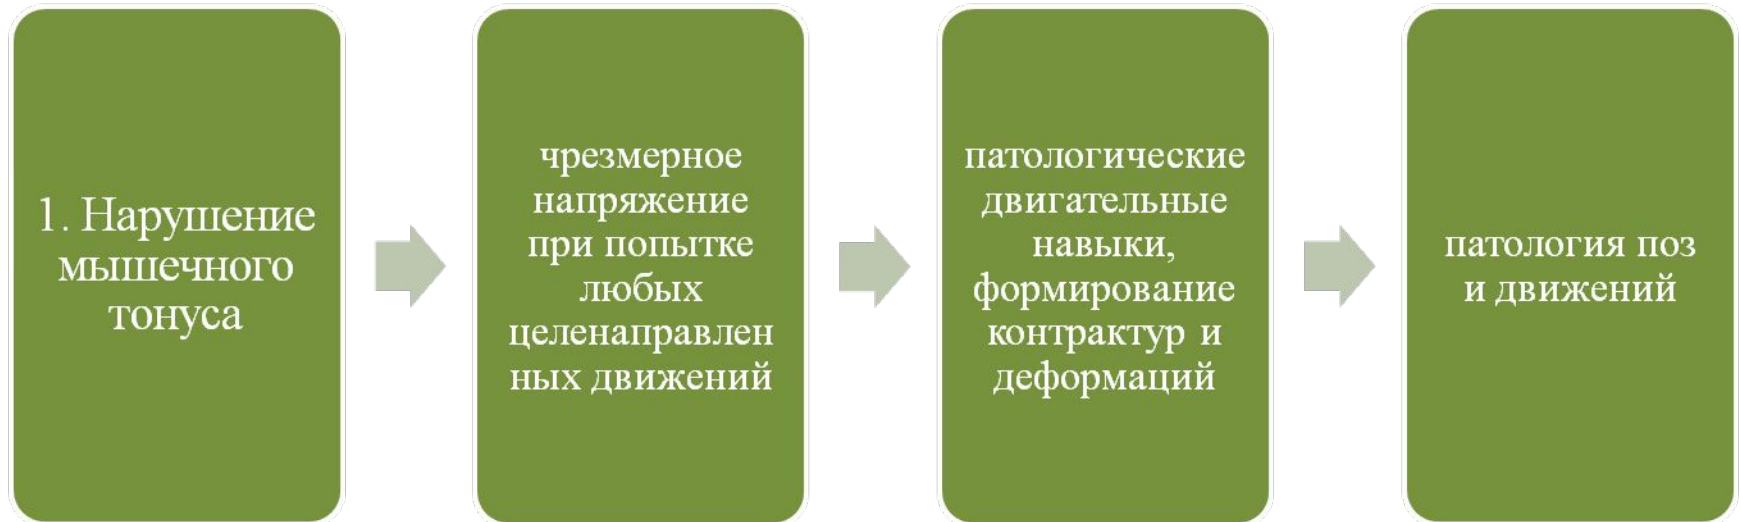 1. Нарушение
мышечного
тонуса
чрезмерное
напряжение
при попытке
любых
целенаправлен
ных движений
патологические
двигательные
навыки,
формирование
контрактур и
деформаций
патология поз
и движений